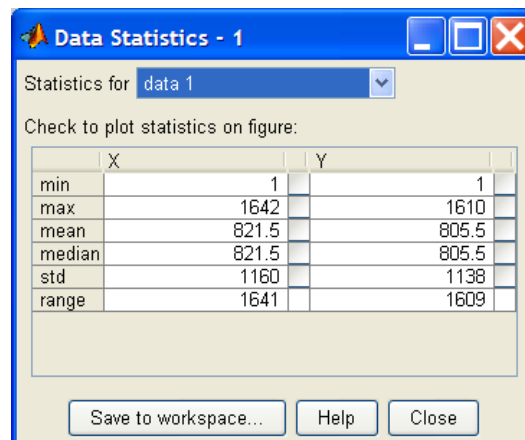 Data Statistics - 1
Statistics for data 1
Check to plot statistics on figure:
X Y
min 1 1
max 1642 1610
mean 821.5 805.5
median 821.5 805.5
std 1160 1138
range 1641 1609
Save to workspace... Help Close